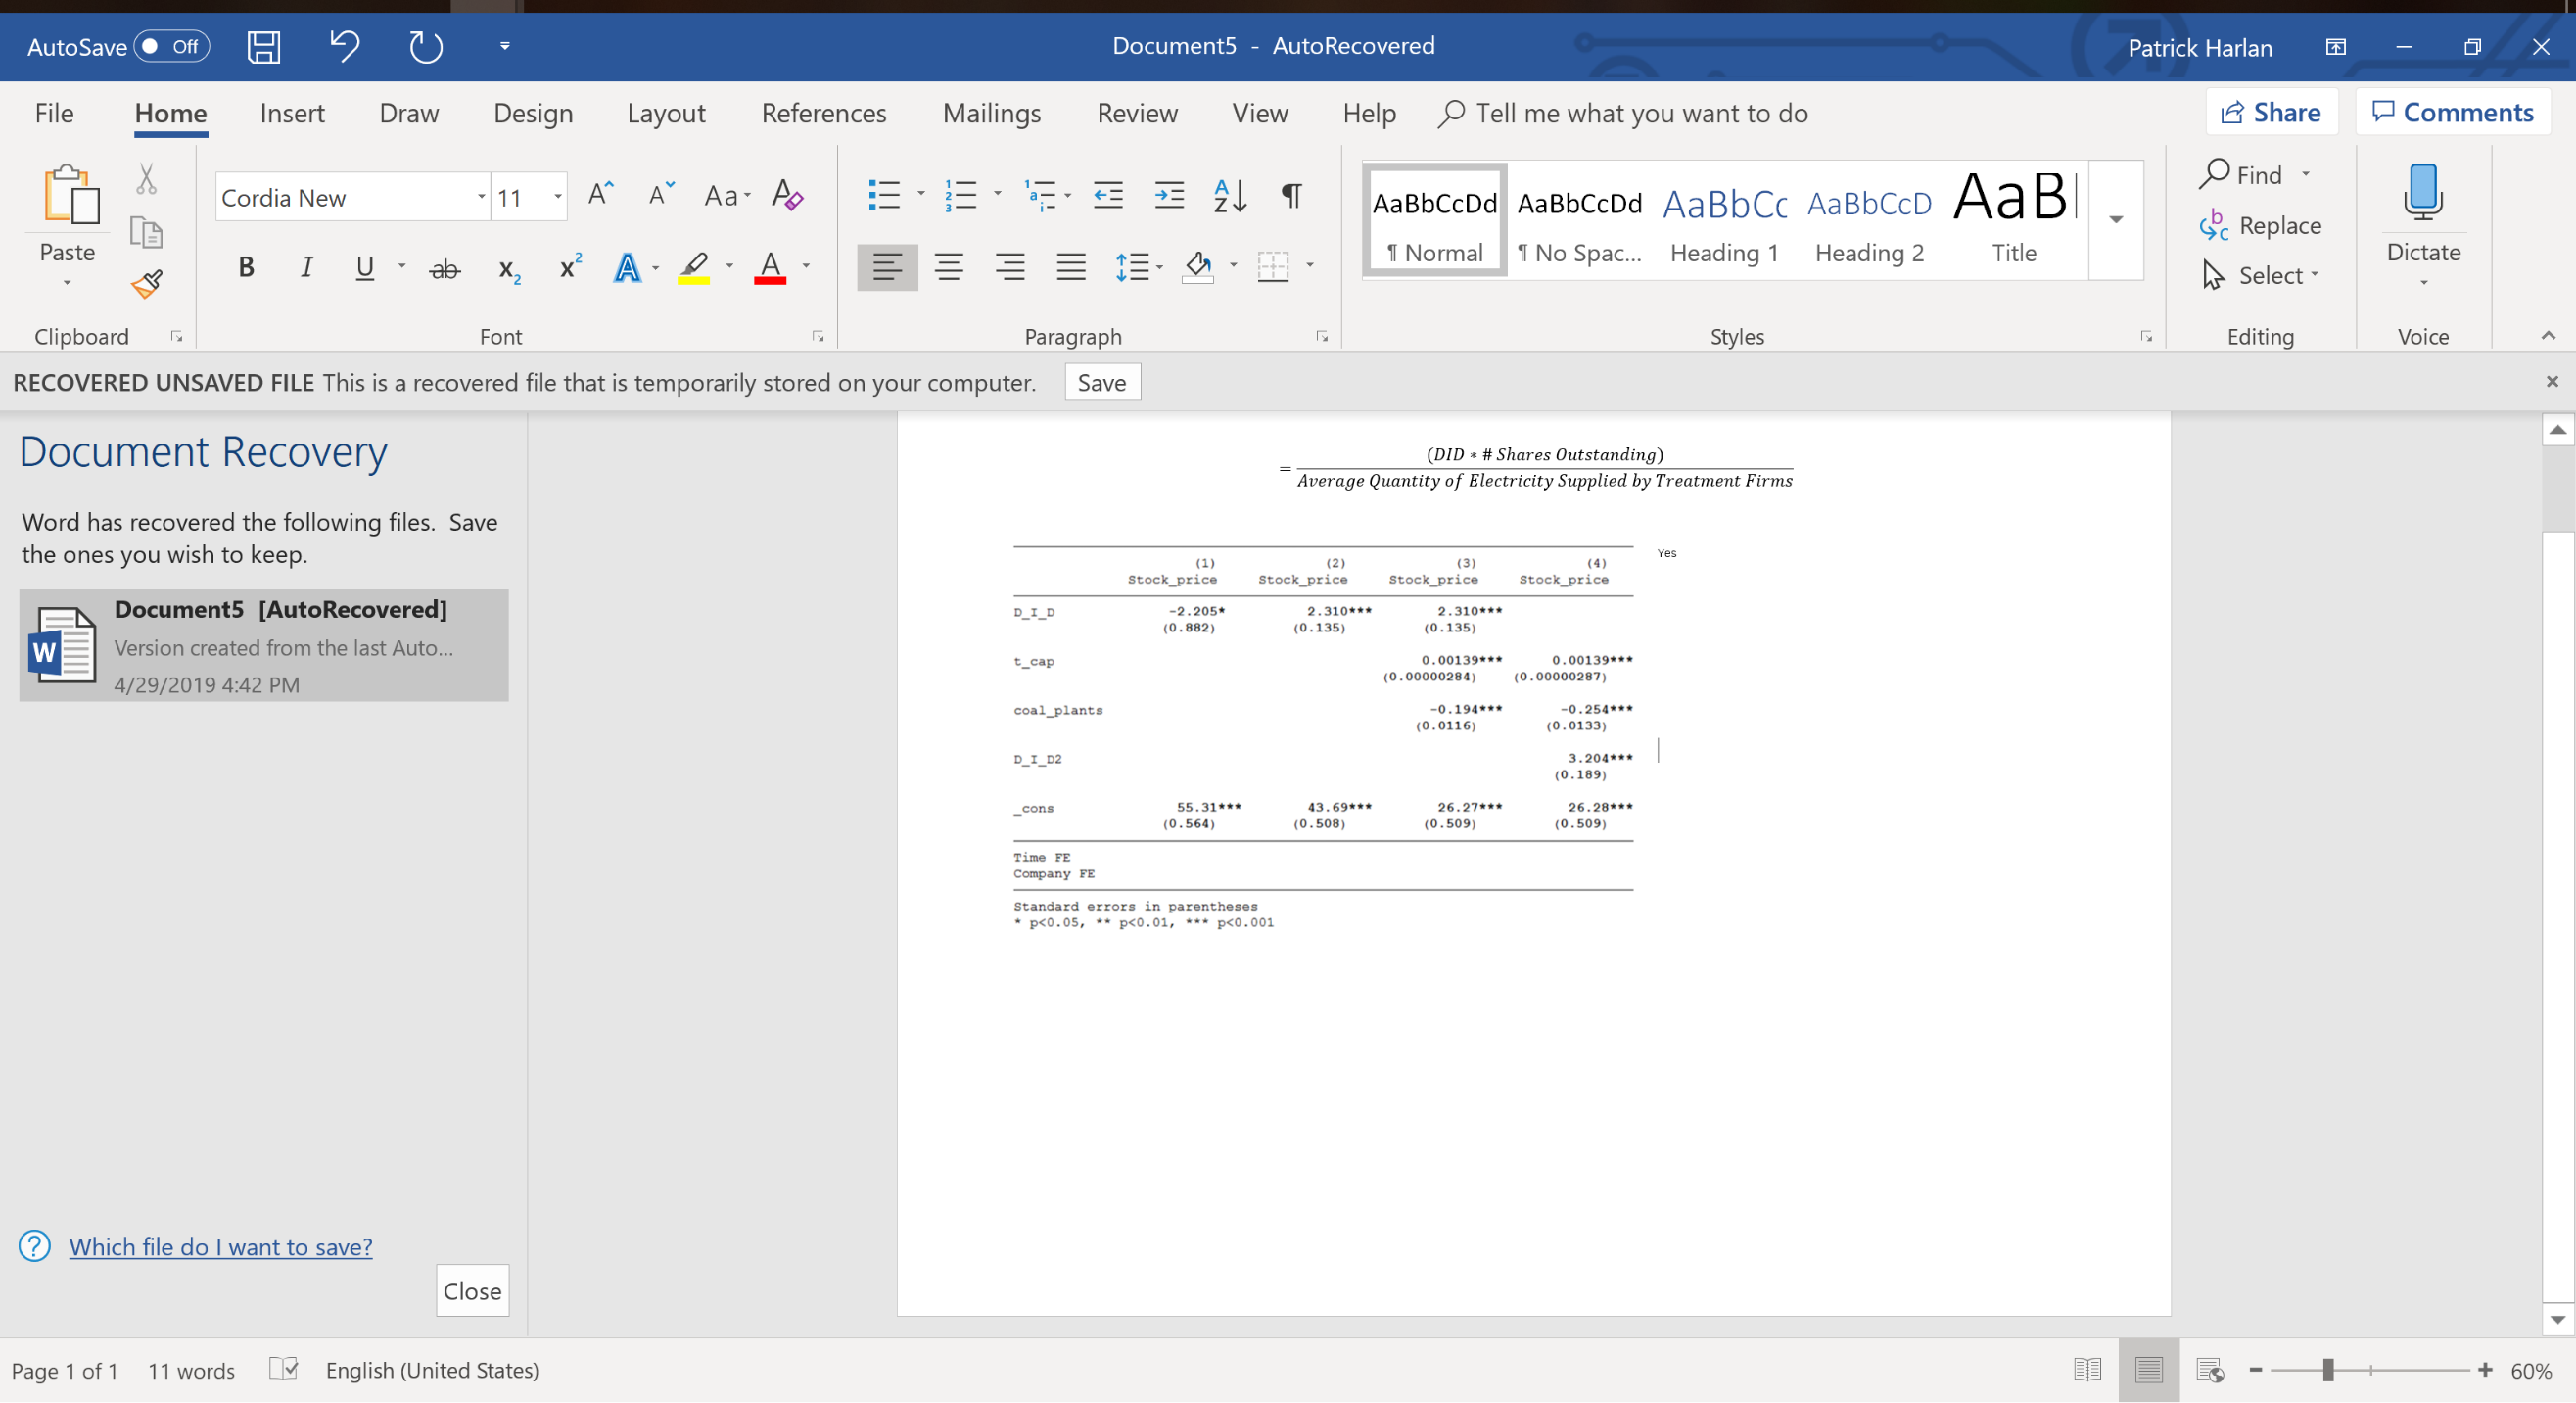 AutoSave Off Document5 - AutoRecovered Patrick Harlan
File Home Insert Draw Design Layout References Mailings Review View Help Tell me what you want to do Share Comments
Paste
Cordia New 11
AaBbCcDd AaBbCcDd AaBbCc AaBbCcD AaB
¶ Normal ¶ No Spac... Heading 1 Heading 2 Title
Find
Replace
Select
Dictate
Clipboard Font Paragraph Styles Editing Voice
RECOVERED UNSAVED FILE This is a recovered file that is temporarily stored on your computer. Save
Document Recovery
Word has recovered the following files. Save
the ones you wish to keep.
Document5 [AutoRecovered]
Version created from the last Auto...
4/29/2019 4:42 PM
Which file do I want to save?
Close
(DID * # Shares Outstanding)
=
Average Quantity of Electricity Supplied by Treatment Firms
Yes
(1) (2) (3) (4)
Stock_price Stock_price Stock_price Stock_price
D_I_D -2.205* 2.310*** 2.310***
(0.882) (0.135) (0.135)
t_cap 0.00139*** 0.00139***
(0.00000284) (0.00000287)
coal_plants -0.194*** -0.254***
(0.0116) (0.0133)
D_I_D2 3.204***
(0.189)
_cons 55.31*** 43.69*** 26.27*** 26.28***
(0.564) (0.508) (0.509) (0.509)
Time FE
Company FE
Standard errors in parentheses
* p<0.05, ** p<0.01, *** p<0.001
Page 1 of 1 11 words English (United States) 60%